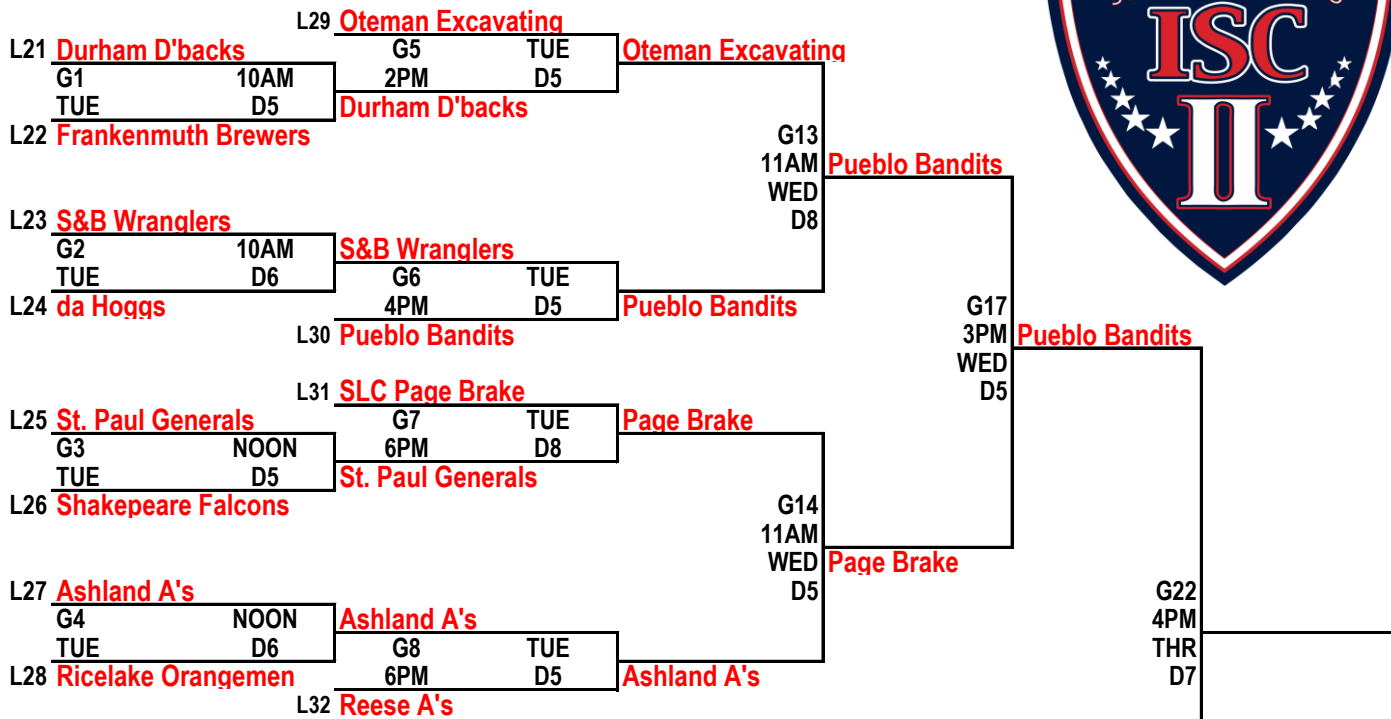 L29 Oteman Excavating
L21 Durham D'backs
G5 TUE
Oteman Excavating
G1 10AM
2PM D5
TUE D5
Durham D'backs
L22 Frankenmuth Brewers
G13
11AM
WED
D8
Pueblo Bandits
L23 S&B Wranglers
G2 10AM
TUE D6
S&B Wranglers
L24 da Hoggs
G6 TUE
4PM D5
Pueblo Bandits
L30 Pueblo Bandits
G17
3PM
WED
D5
Pueblo Bandits
L31 SLC Page Brake
L25 St. Paul Generals
G7 TUE
6PM D8
Page Brake
G3 NOON
TUE D5
St. Paul Generals
L26 Shakepeare Falcons
G14
11AM
WED
D5
Page Brake
L27 Ashland A's
G4 NOON
TUE D6
Ashland A's
L28 Ricelake Orangemen
G8 TUE
6PM D5
Ashland A's
L32 Reese A's
G22
4PM
THR
D7
ISC
II